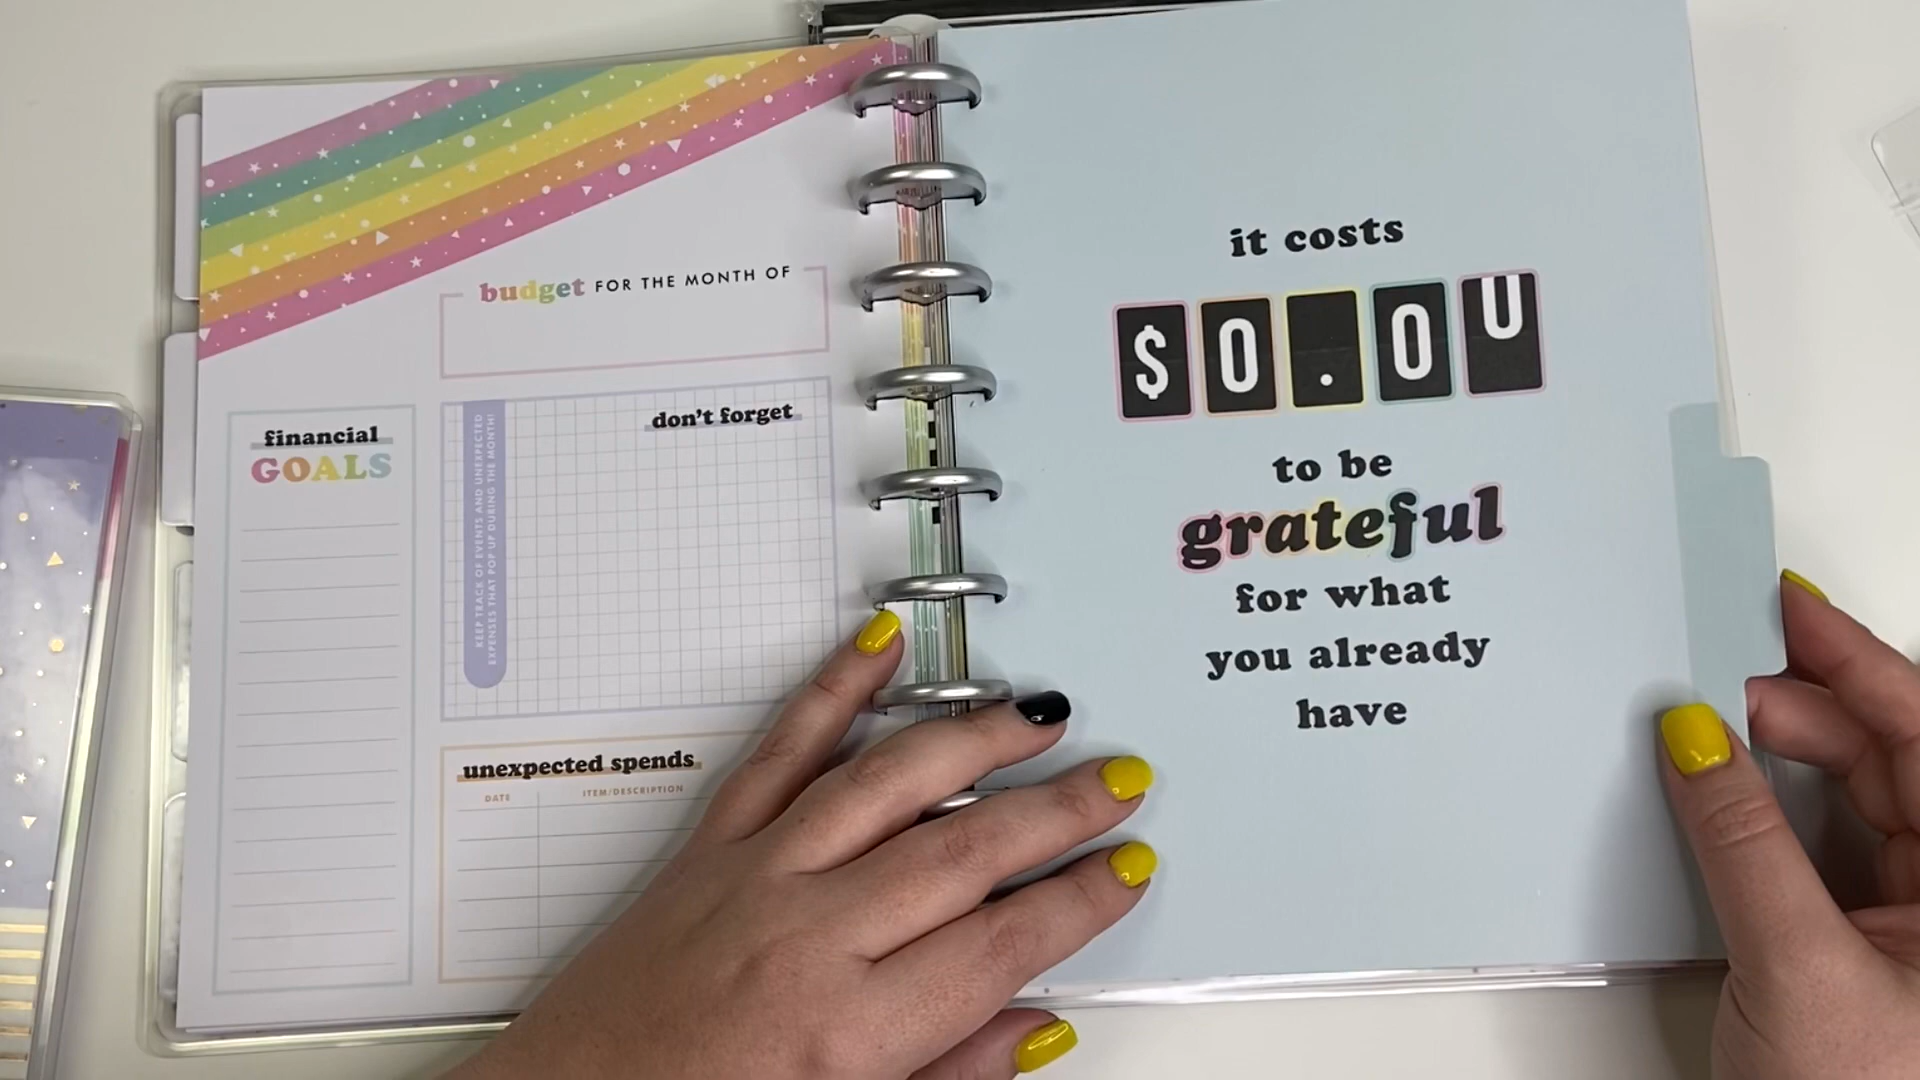 budget FOR THE MONTH OF
financial
GOALS
don't forget
KEEP TRACK OF EVENTS AND UNEXPECTED
EXPENSES THAT POP UP DURING THE MONTH!
unexpected spends
DATE ITEM/DESCRIPTION
it costs
$0.00
to be
grateful
for what
you already
have